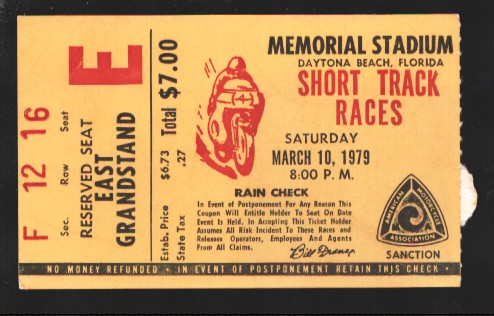 F 12 16
Sec. Row Seat
RESERVED SEAT
EAST
GRANDSTAND
E
Estab. Price $6.73
State Tax .27
Total $7.00
MEMORIAL STADIUM
DAYTONA BEACH, FLORIDA
SHORT TRACK
RACES
SATURDAY
MARCH 10, 1979
8:00 P. M.
RAIN CHECK
In Event of Postponement For Any Reason This
Coupon Will Entitle Holder To Seat On Date
Event Is Held. In Accepting This Ticket Holder
Assumes All Risk Incident To These Races and
Releases Operators, Employees And Agents
From All Claims.
AMERICAN MOTORCYCLE
ASSOCIATION
SANCTION
NO MONEY REFUNDED • IN EVENT OF POSTPONEMENT RETAIN THIS CHECK •